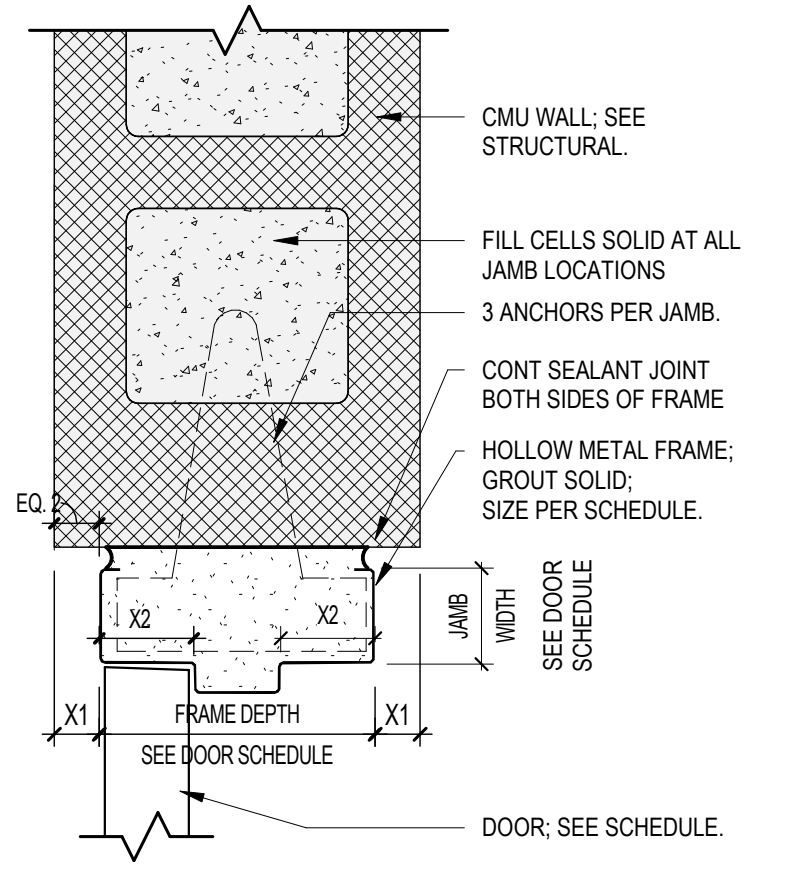 CMU WALL; SEE
STRUCTURAL.
FILL CELLS SOLID AT ALL
JAMB LOCATIONS
3 ANCHORS PER JAMB.
CONT SEALANT JOINT
BOTH SIDES OF FRAME
HOLLOW METAL FRAME;
GROUT SOLID;
SIZE PER SCHEDULE.
EQ. 2
X2
X2
JAMB
WIDTH
SEE DOOR
SCHEDULE
X1
FRAME DEPTH
X1
SEE DOOR SCHEDULE
DOOR; SEE SCHEDULE.